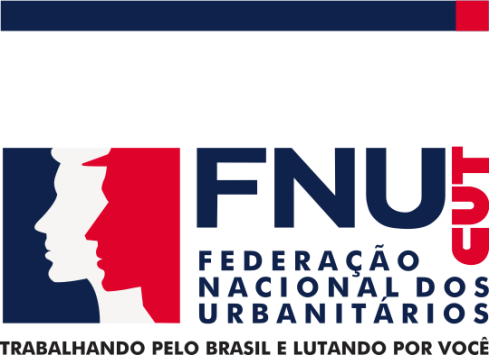 FNU
CUT
FEDERAÇÃO
NACIONAL DOS
URBANITÁRIOS
TRABALHANDO PELO BRASIL E LUTANDO POR VOCÊ